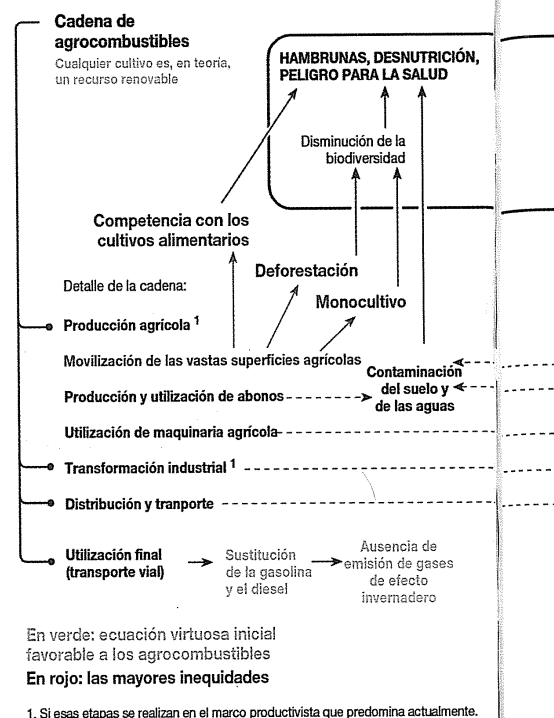 Cadena de
agrocombustibles
Cualquier cultivo es, en teoría,
un recurso renovable
HAMBRUNAS, DESNUTRICIÓN,
PELIGRO PARA LA SALUD
Disminución de la
biodiversidad
Competencia con los
cultivos alimentarios
Deforestación
Detalle de la cadena:
Monocultivo
Producción agrícola 1
Movilización de las vastas superficies agrícolas
Contaminación
del suelo y
de las aguas
Producción y utilización de abonos
Utilización de maquinaria agrícola
Transformación industrial 1
Distribución y tranporte
Utilización final
(transporte vial)
Sustitución
de la gasolina
y el diesel
Ausencia de
emisión de gases
de efecto
invernadero
En verde: ecuación virtuosa inicial
favorable a los agrocombustibles
En rojo: las mayores inequidades
1. Si esas etapas se realizan en el marco productivista que predomina actualmente.